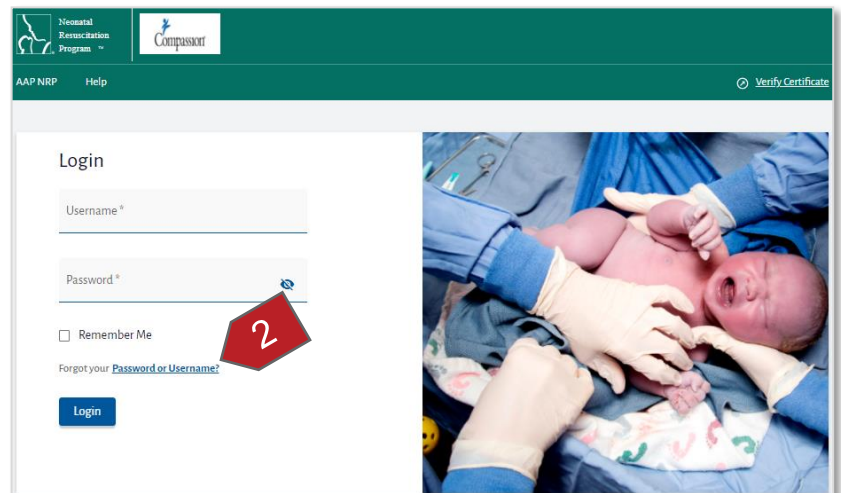 Neonatal
Resuscitation
Program ™
Compassion
AAP NRP Help Verify Certificate
Login
Username *
Password *
Remember Me
2
Forgot your Password or Username?
Login